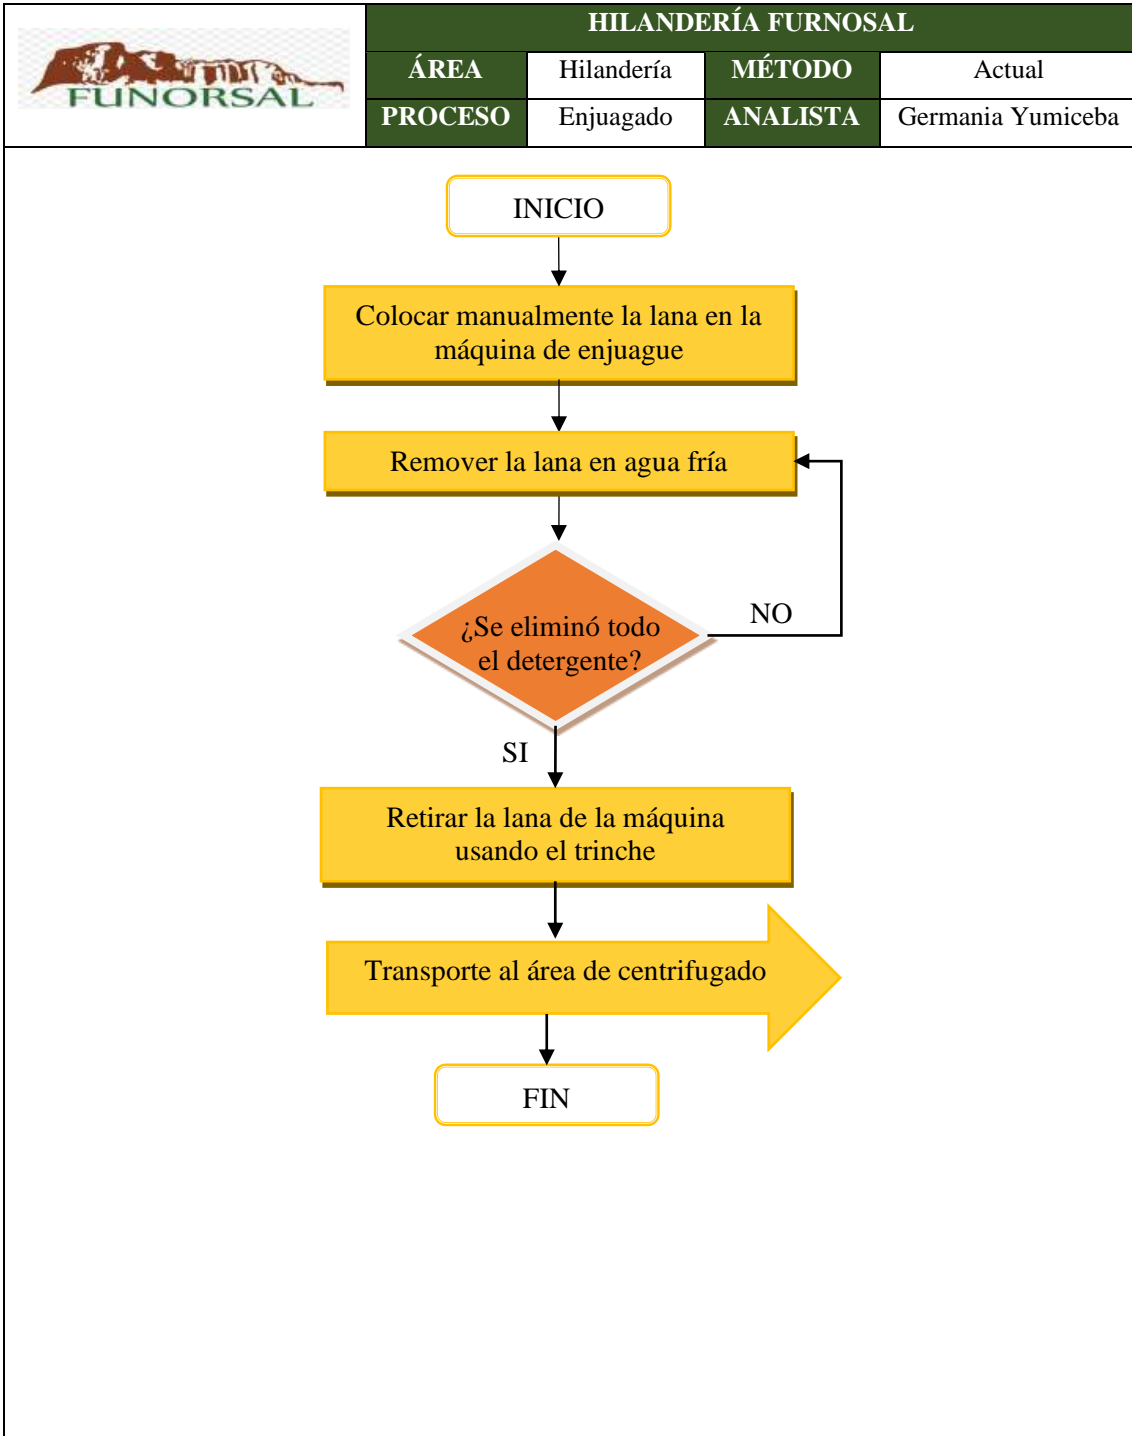 FUNORSAL
HILANDERÍA FURNOSAL
ÁREA Hilandería MÉTODO Actual
PROCESO Enjuagado ANALISTA Germania Yumiceba
INICIO
Colocar manualmente la lana en la
máquina de enjuague
Remover la lana en agua fría
¿Se eliminó todo
el detergente?
NO
SI
Retirar la lana de la máquina
usando el trinche
Transporte al área de centrifugado
FIN